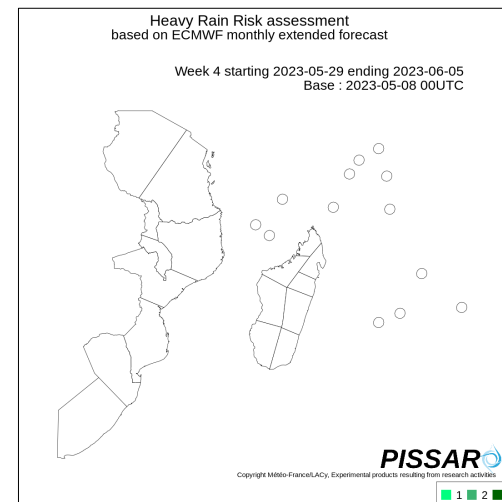 Heavy Rain Risk assessment
based on ECMWF monthly extended forecast
Week 4 starting 2023-05-29 ending 2023-06-05
Base : 2023-05-08 00UTC
PISSARO
Copyright Météo-France/LACy, Experimental products resulting from research activities
1 2